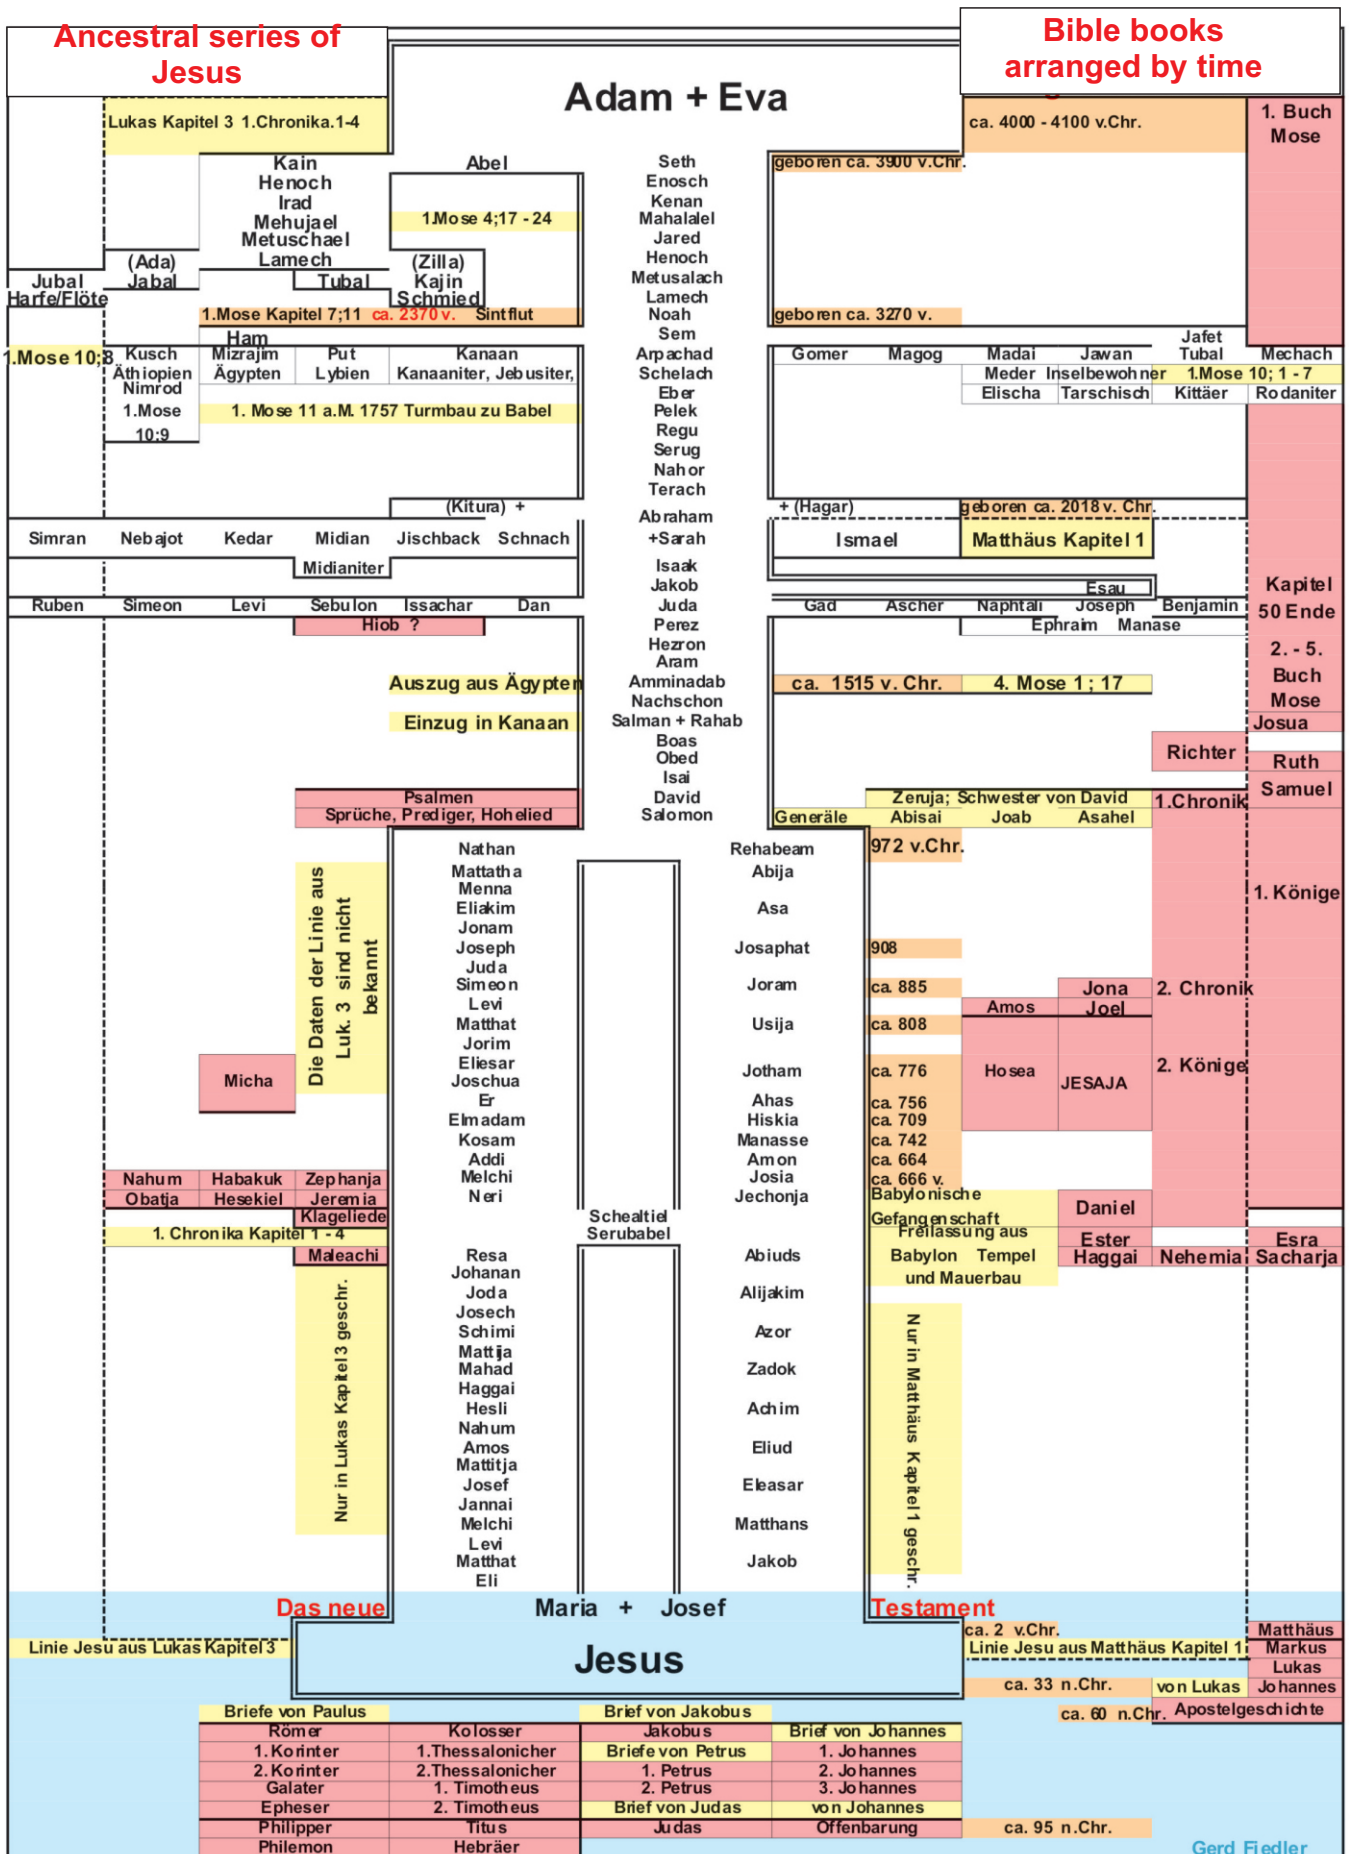 Ancestral series of
Jesus
Bible books
arranged by time
Adam + Eva
Lukas Kapitel 3 1.Chronika.1-4
ca. 4000 - 4100 v.Chr.
1. Buch
Mose
Kain
Abel
Seth
geboren ca. 3900 v.Chr.
Henoch
Enosch
Irad
Kenan
Mehujael
1.Mose 4;17 - 24
Mahalalel
Metuschael
Jared
Lamech
(Ada)
(Zilla)
Henoch
Jubal
Jabal
Tubal
Kajin
Metusalach
Harfe/Flöte
Schmied
Lamech
1.Mose Kapitel 7;11 ca. 2370 v. Sintflut
Noah
geboren ca. 3270 v.
Ham
Sem
Jafet
1.Mose 10;8
Kusch
Mizrajim
Put
Kanaan
Arpachad
Gomer
Magog
Madai
Jawan
Tubal
Mechach
Äthiopien
Ägypten
Lybien
Kanaaniter, Jebusiter,
Schelach
Meder
Inselbewohner
1.Mose 10; 1 - 7
Nimrod
Eber
Elischa
Tarschisch
Kittäer
Rodaniter
1.Mose
10:9
1. Mose 11 a.M. 1757 Turmbau zu Babel
Pelek
Regu
Serug
Nahor
Terach
(Kitura) +
Abraham
+ (Hagar)
geboren ca. 2018 v. Chr.
Simran
Nebajot
Kedar
Midian
Jischback
Schnach
+Sarah
Ismael
Matthäus Kapitel 1
Midianiter
Isaak
Jakob
Esau
Kapitel
50 Ende
Ruben
Simeon
Levi
Sebulon
Issachar
Dan
Juda
Gad
Ascher
Naphtali
Joseph
Benjamin
Hiob ?
Perez
Ephraim Manase
Hezron
2. - 5.
Buch
Mose
Aram
Auszug aus Ägypten
Amminadab
ca. 1515 v. Chr.
4. Mose 1 ; 17
Nachschon
Einzug in Kanaan
Salman + Rahab
Josua
Boas
Richter
Obed
Ruth
Isai
Samuel
Psalmen
David
Zeruja; Schwester von David
1.Chronik
Sprüche, Prediger, Hohelied
Salomon
Generäle
Abisai
Joab
Asahel
Nathan
Rehabeam
972 v.Chr.
Die Daten der Linie aus
Luk. 3 sind nicht
bekannt
Mattatha
Abija
Menna
1. Könige
Eliakim
Asa
Jonam
Joseph
Josaphat
908
Juda
Simeon
Joram
ca. 885
Jona
2. Chronik
Levi
Amos
Joel
Matthat
Usija
ca. 808
Jorim
Eliesar
Jotham
ca. 776
Hosea
JESAJA
2. Könige
Micha
Joschua
Er
Ahas
ca. 756
Elmadam
Hiskia
ca. 709
Kosam
Manasse
ca. 742
Addi
Amon
ca. 664
Nahum
Habakuk
Zephanja
Melchi
Josia
ca. 666 v.
Obatja
Hesekiel
Jeremia
Neri
Jechonja
Babylonische
Gefangenschaft
Daniel
Klageliede
Schealtiel
1. Chronika Kapitel 1 - 4
Serubabel
Freilassung aus
Babylon Tempel
und Mauerbau
Ester
Esra
Maleachi
Resa
Abiuds
Haggai
Nehemia
Sacharja
Johanan
Nur in Lukas Kapitel 3 geschr.
Joda
Alijakim
Nur in Matthäus Kapitel 1 geschr.
Josech
Schimi
Azor
Mattija
Mahad
Zadok
Haggai
Hesli
Achim
Nahum
Amos
Eliud
Mattitja
Josef
Eleasar
Jannai
Melchi
Matthans
Levi
Matthat
Jakob
Eli
Das neue
Maria + Josef
Testament
ca. 2 v.Chr.
Matthäus
Linie Jesu aus Lukas Kapitel 3
Jesus
Linie Jesu aus Matthäus Kapitel 1
Markus
Lukas
ca. 33 n.Chr.
von Lukas
Johannes
Briefe von Paulus
Brief von Jakobus
ca. 60 n.Chr.
Apostelgeschichte
Römer
Kolosser
Jakobus
Brief von Johannes
1. Korinter
1.Thessalonicher
Briefe von Petrus
1. Johannes
2. Korinter
2.Thessalonicher
1. Petrus
2. Johannes
Galater
1. Timotheus
2. Petrus
3. Johannes
Epheser
2. Timotheus
Brief von Judas
von Johannes
Philipper
Titus
Judas
Offenbarung
ca. 95 n.Chr.
Philemon
Hebräer
Gerd Fiedler